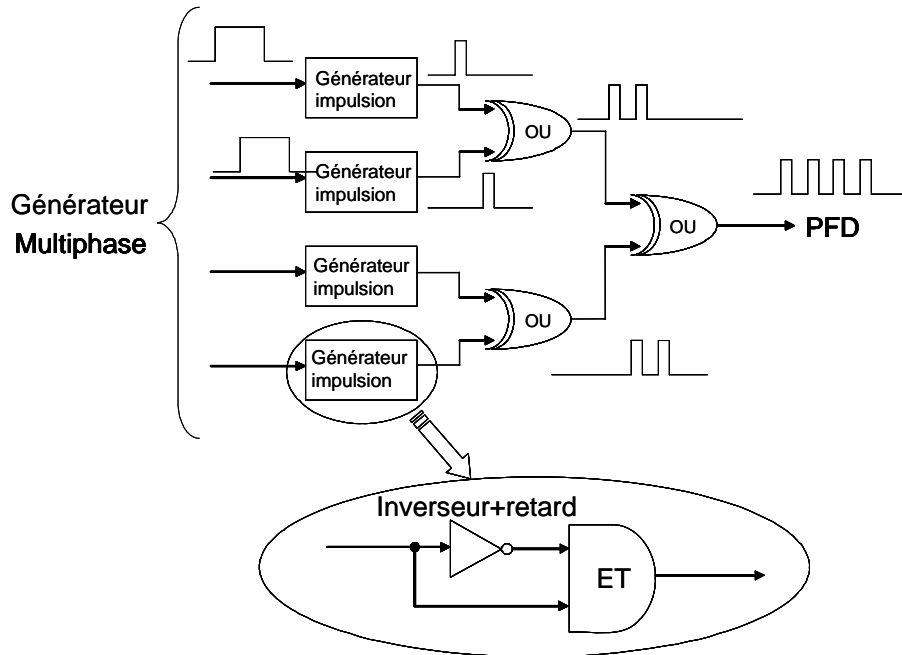 Générateur
impulsion
OU
Générateur
impulsion
Générateur
Multiphase
OU
PFD
Générateur
impulsion
OU
Générateur
impulsion
Inverseur+retard
ET